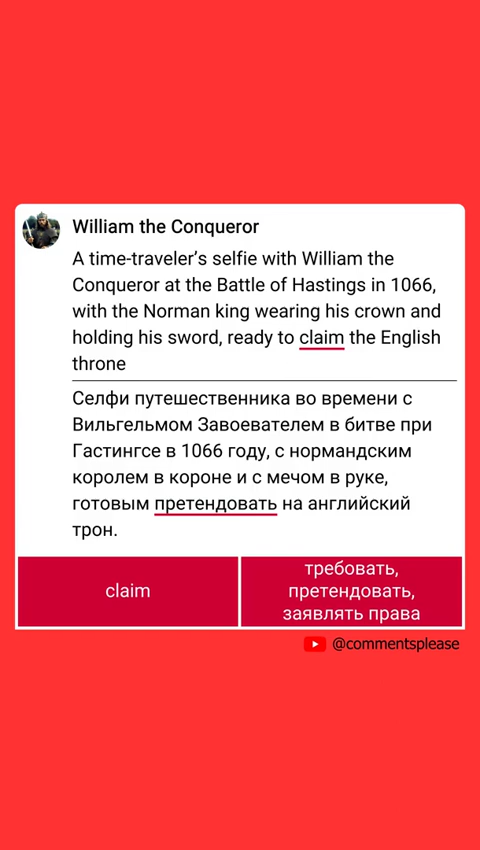 William the Conqueror
A time-traveler’s selfie with William the
Conqueror at the Battle of Hastings in 1066,
with the Norman king wearing his crown and
holding his sword, ready to claim the English
throne
Селфи путешественника во времени с
Вильгельмом Завоевателем в битве при
Гастингсе в 1066 году, с нормандским
королем в короне и с мечом в руке,
готовым претендовать на английский
трон.
claim
требовать,
претендовать,
заявлять права
@commentsplease